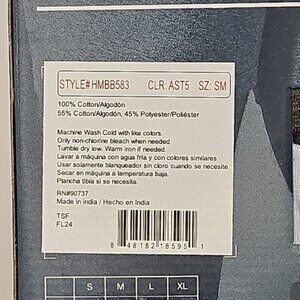 STYLE# HMBB583 CLR: AST5 SZ: SM
100% Cotton/Algodón
55% Cotton/Algodón, 45% Polyester/Poliéster
Machine Wash Cold with like colors.
Only non-chlorine bleach when needed.
Tumble dry low. Warm iron if needed.
Lavar a máquina con agua fria y con colores similares
Usar solamente blanqueador sin cloro cuando se necesite.
Secar en máquina a temperatura baja.
Plancha tibia si es necesario.
RN#90737
Made in india / Hecho en India
TSF
FL24
8 48182 18595 1
S M L XL